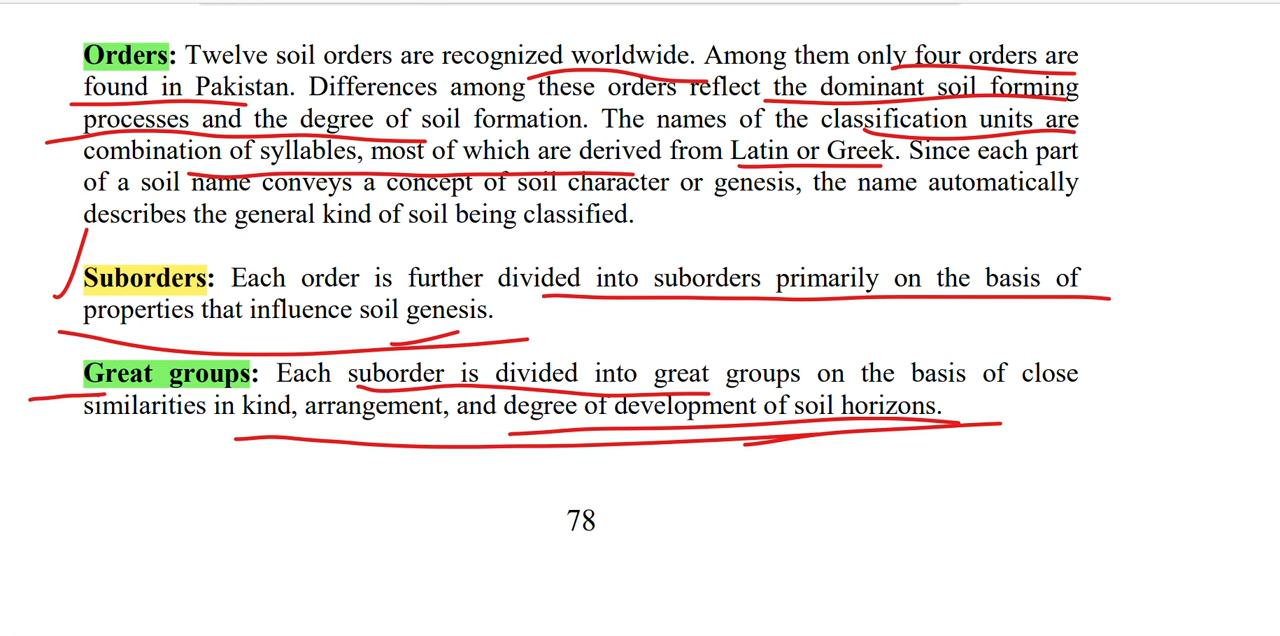 Orders: Twelve soil orders are recognized worldwide. Among them only four orders are
found in Pakistan. Differences among these orders reflect the dominant soil forming
processes and the degree of soil formation. The names of the classification units are
combination of syllables, most of which are derived from Latin or Greek. Since each part
of a soil name conveys a concept of soil character or genesis, the name automatically
describes the general kind of soil being classified.
Suborders: Each order is further divided into suborders primarily on the basis of
properties that influence soil genesis.
Great groups: Each suborder is divided into great groups on the basis of close
similarities in kind, arrangement, and degree of development of soil horizons.
78